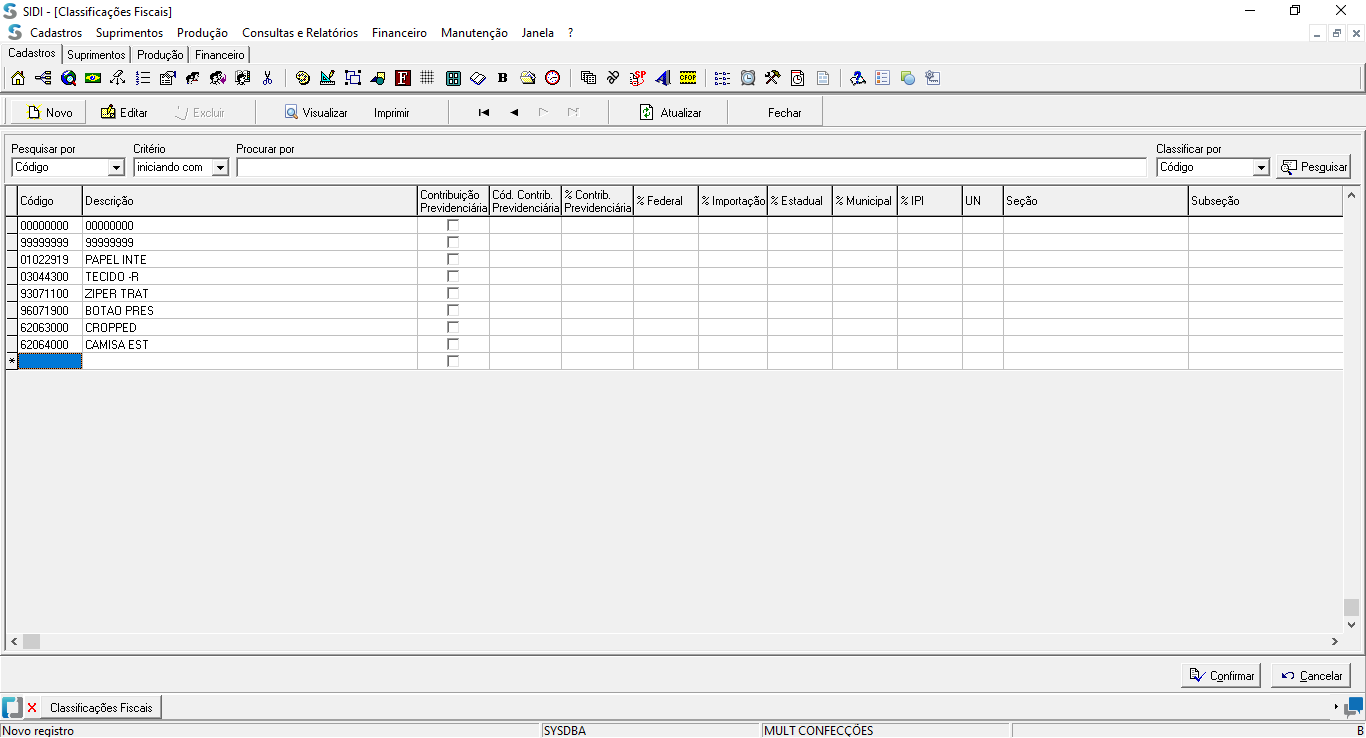 SIDI - [Classificações Fiscais]
Cadastros Suprimentos Produção Consultas e Relatórios Financeiro Manutenção Janela ?
Cadastros Suprimentos Produção Financeiro
F B SP CFOP
Novo Editar Excluir Visualizar Imprimir Atualizar Fechar
Pesquisar por Critério Procurar por Classificar por
Código iniciando com Código Pesquisar
Código Descrição Contribuição Previdenciária Cód. Contrib. Previdenciária % Contrib. Previdenciária % Federal % Importação % Estadual % Municipal % IPI UN Seção Subseção
00000000 00000000
99999999 99999999
01022919 PAPEL INTE
03044300 TECIDO -R
93071100 ZIPER TRAT
96071900 BOTAO PRES
62063000 CROPPED
62064000 CAMISA EST
*
Confirmar Cancelar
Classificações Fiscais
Novo registro SYSDBA MULT CONFECÇÕES B